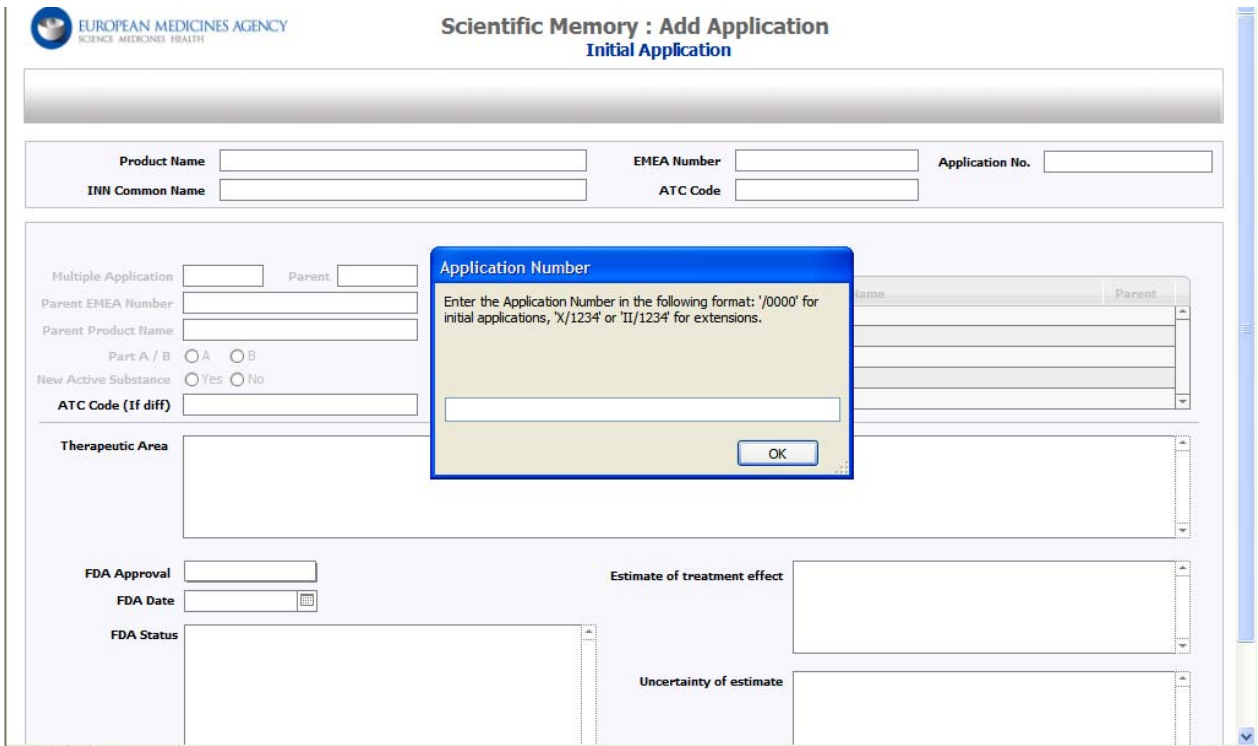 EUROPEAN MEDICINES AGENCY
SCIENCE MEDICINES HEALTH
Scientific Memory : Add Application
Initial Application
Product Name
EMEA Number
Application No.
INN Common Name
ATC Code
Application Number
Enter the Application Number in the following format: '/0000' for
initial applications, 'X/1234' or 'II/1234' for extensions.
OK
Multiple Application
Parent
Parent EMEA Number
Parent Product Name
Part A / B
A
B
New Active Substance
Yes
No
ATC Code (If diff)
Parent
Therapeutic Area
FDA Approval
FDA Date
FDA Status
Estimate of treatment effect
Uncertainty of estimate